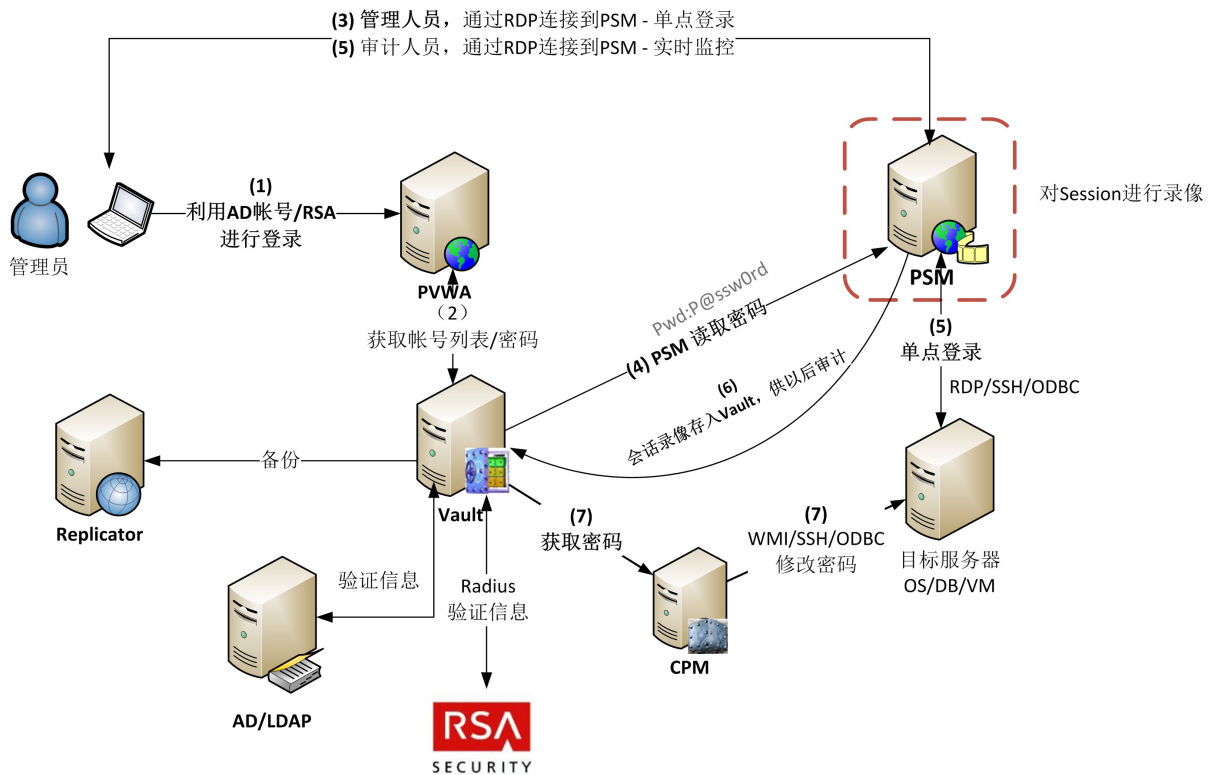 (3) 管理人员，通过RDP连接到PSM - 单点登录
(5) 审计人员，通过RDP连接到PSM - 实时监控
对Session进行录像
PSM
(1)
利用AD帐号/RSA
进行登录
管理员
PVWA
（2）
获取帐号列表/密码
Pwd:P@ssw0rd
(4) PSM 读取密码
(6)
会话录像存入Vault，供以后审计
(5)
单点登录
RDP/SSH/ODBC
备份
Replicator
Vault
(7)
获取密码
(7)
WMI/SSH/ODBC
修改密码
目标服务器
OS/DB/VM
验证信息
Radius
验证信息
CPM
AD/LDAP
RSA
SECURITY